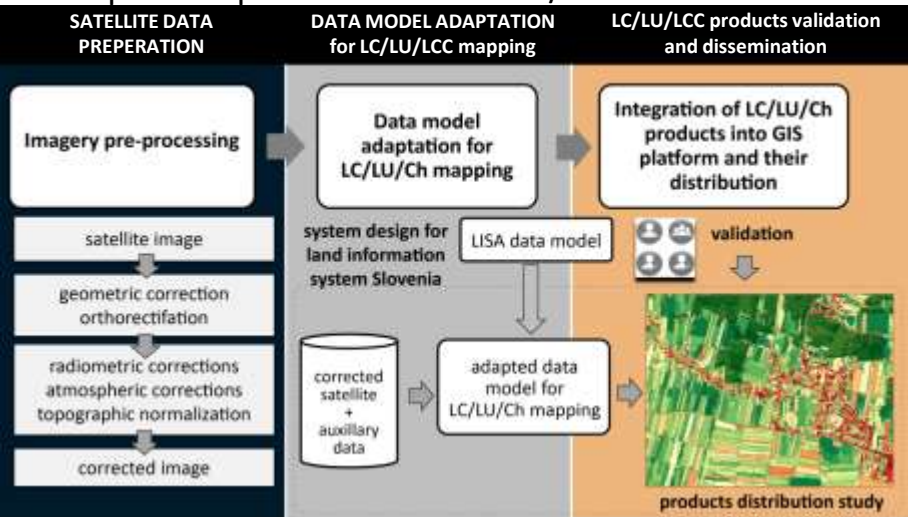 SATELLITE DATA
PREPERATION
DATA MODEL ADAPTATION
for LC/LU/LCC mapping
LC/LU/LCC products validation
and dissemination
Imagery pre-processing
Data model
adaptation for
LC/LU/Ch mapping
Integration of LC/LU/Ch
products into GIS
platform and their
distribution
satellite image
geometric correction
orthorectifation
radiometric corrections
atmospheric corrections
topographic normalization
corrected image
system design for
land information
system Slovenia
LISA data model
corrected
satellite
+
auxillary
data
adapted data
model for
LC/LU/Ch mapping
validation
products distribution study